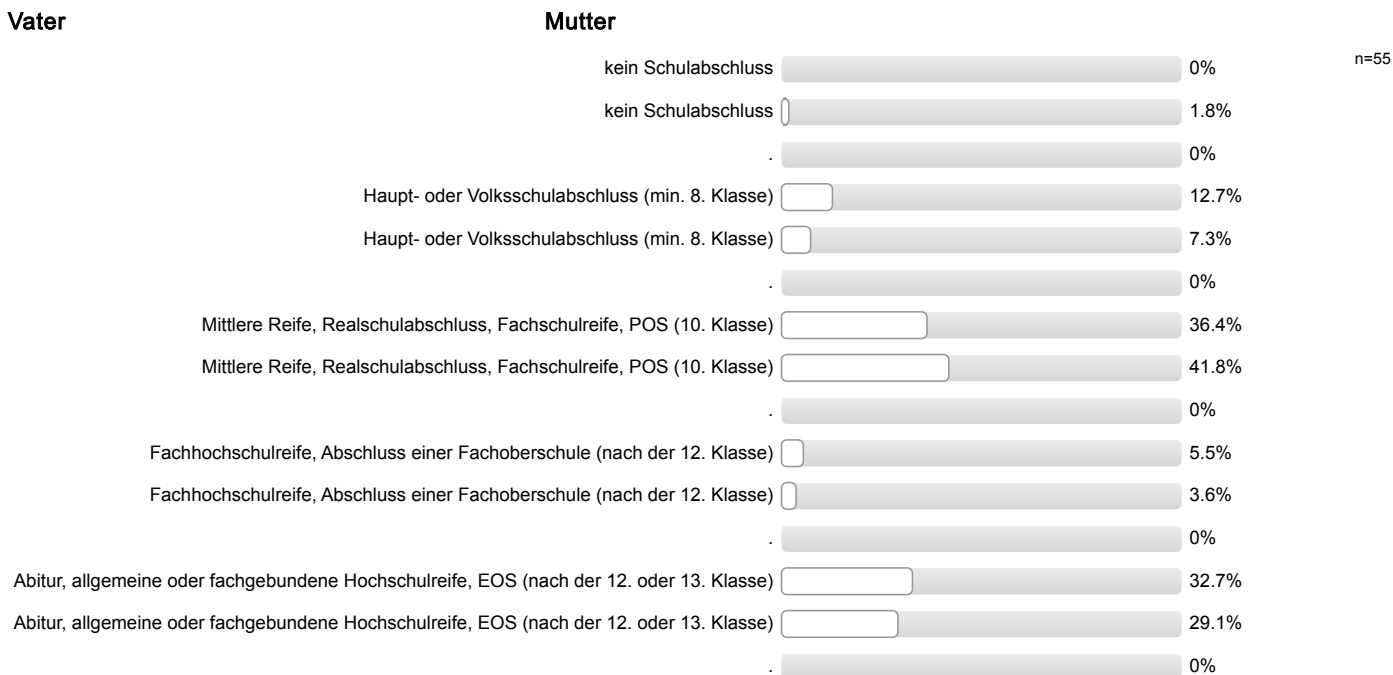 Vater Mutter
n=55
kein Schulabschluss 0%
kein Schulabschluss 1.8%
. 0%
Haupt- oder Volksschulabschluss (min. 8. Klasse) 12.7%
Haupt- oder Volksschulabschluss (min. 8. Klasse) 7.3%
. 0%
Mittlere Reife, Realschulabschluss, Fachschulreife, POS (10. Klasse) 36.4%
Mittlere Reife, Realschulabschluss, Fachschulreife, POS (10. Klasse) 41.8%
. 0%
Fachhochschulreife, Abschluss einer Fachoberschule (nach der 12. Klasse) 5.5%
Fachhochschulreife, Abschluss einer Fachoberschule (nach der 12. Klasse) 3.6%
. 0%
Abitur, allgemeine oder fachgebundene Hochschulreife, EOS (nach der 12. oder 13. Klasse) 32.7%
Abitur, allgemeine oder fachgebundene Hochschulreife, EOS (nach der 12. oder 13. Klasse) 29.1%
. 0%